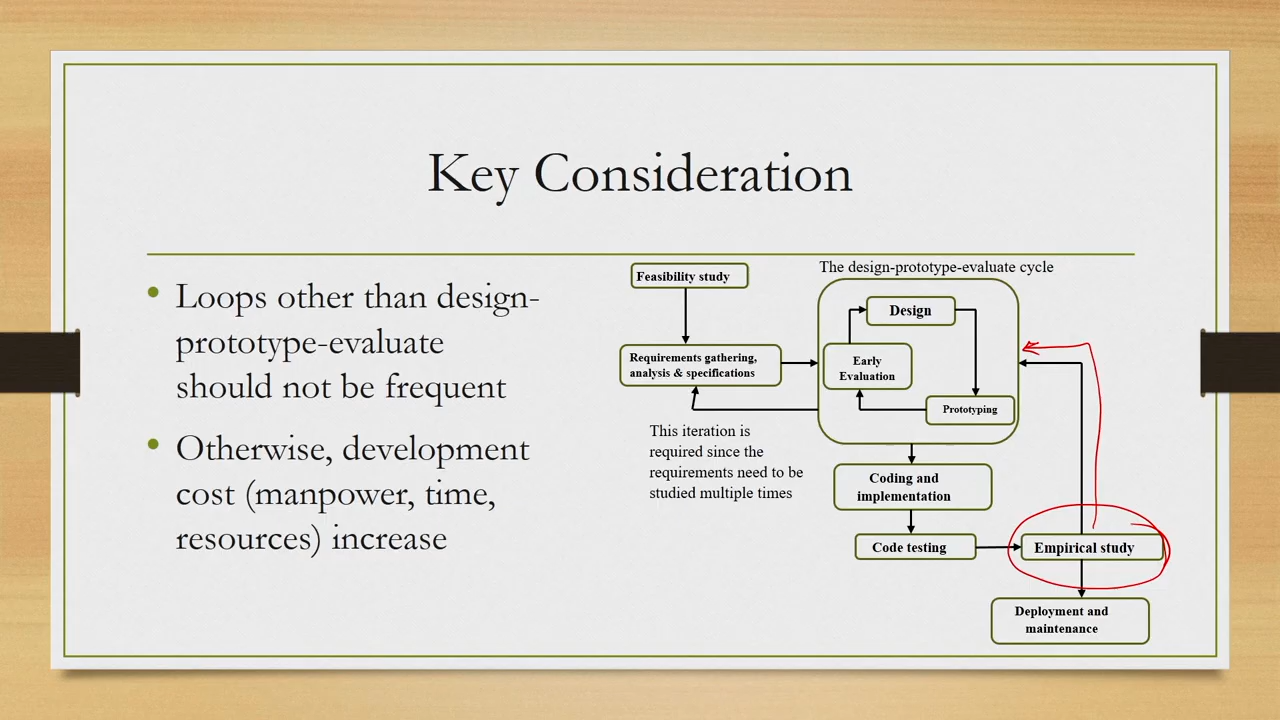 Key Consideration
• Loops other than design-
prototype-evaluate
should not be frequent
• Otherwise, development
cost (manpower, time,
resources) increase
The design-prototype-evaluate cycle
Feasibility study
Design
Requirements gathering,
analysis & specifications
Early
Evaluation
Prototyping
This iteration is
required since the
requirements need to be
studied multiple times
Coding and
implementation
Code testing
Empirical study
Deployment and
maintenance